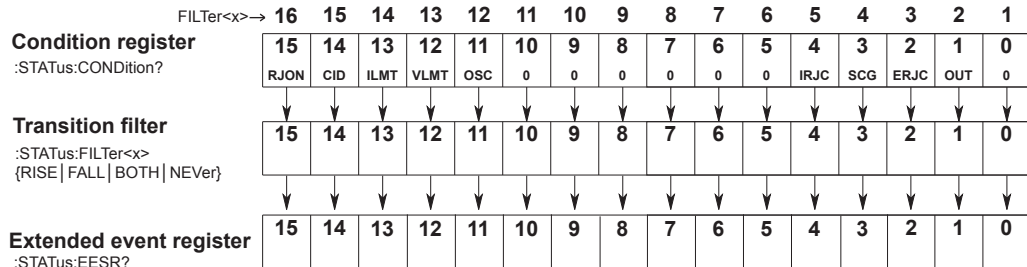 FILTer<x>→ 16 15 14 13 12 11 10 9 8 7 6 5 4 3 2 1
Condition register 15 14 13 12 11 10 9 8 7 6 5 4 3 2 1 0
:STATus:CONDition? RJON CID ILMT VLMT OSC 0 0 0 0 0 0 IRJC SCG ERJC OUT 0
Transition filter 15 14 13 12 11 10 9 8 7 6 5 4 3 2 1 0
:STATus:FILTer<x>
{RISE|FALL|BOTH|NEVer}
Extended event register 15 14 13 12 11 10 9 8 7 6 5 4 3 2 1 0
:STATus:EESR?